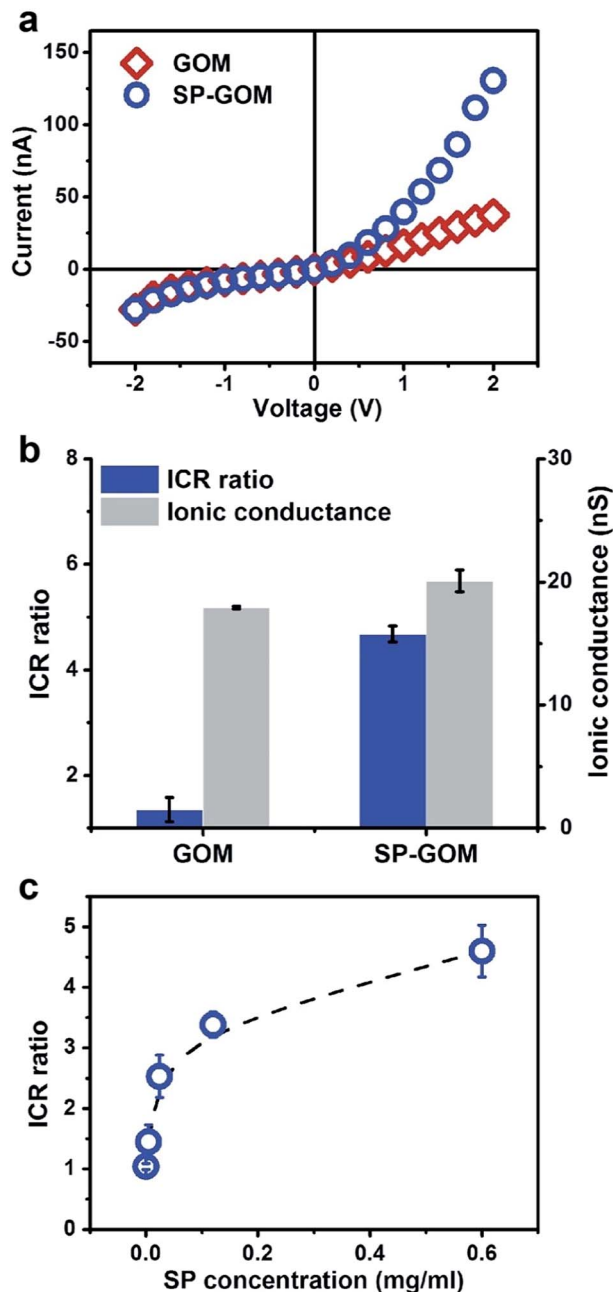 a
150
GOM
SP-GOM
100
50
0
-50
Current (nA)
-2
-1
0
1
2
Voltage (V)
b
8
30
ICR ratio
Ionic conductance
6
20
4
10
2
0
ICR ratio
Ionic conductance (nS)
GOM
SP-GOM
c
5
4
3
2
1
0
ICR ratio
0.0
0.2
0.4
0.6
SP concentration (mg/ml)